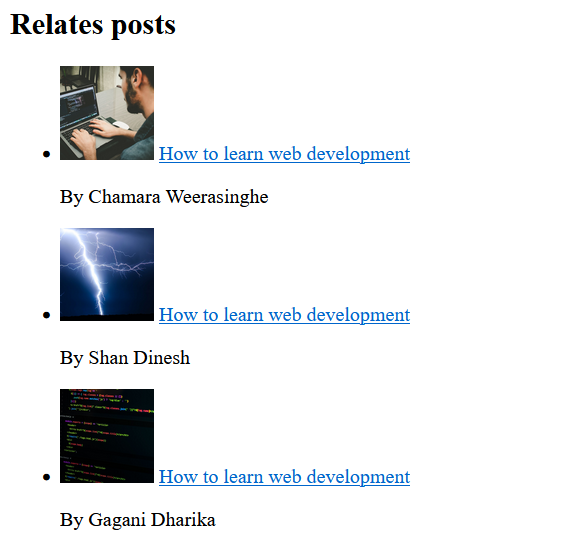 Relates posts
How to learn web development
By Chamara Weerasinghe
How to learn web development
By Shan Dinesh
How to learn web development
By Gagani Dharika